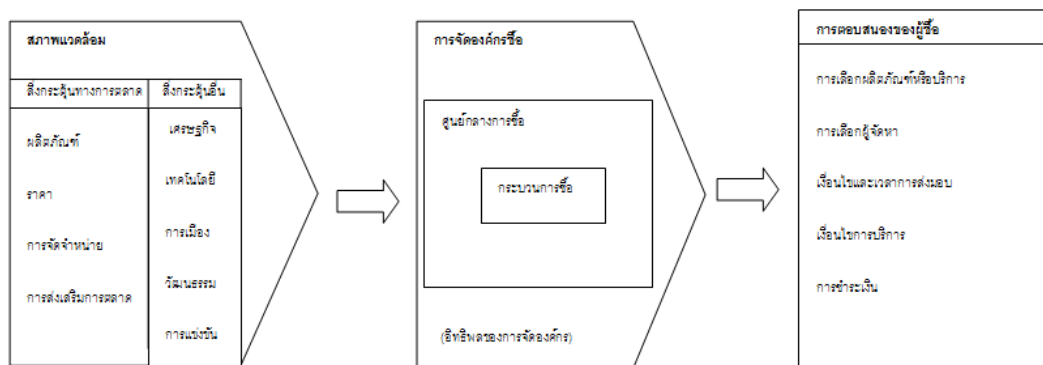 สภาพแวดล้อม
สิ่งกระตุ้นทางการตลาด
ผลิตภัณฑ์
ราคา
การจัดจำหน่าย
การส่งเสริมการตลาด
สิ่งกระตุ้นอื่น
เศรษฐกิจ
เทคโนโลยี
การเมือง
วัฒนธรรม
การแข่งขัน
การจัดองค์กรซื้อ
ศูนย์กลางการซื้อ
กระบวนการซื้อ
(อิทธิพลของการจัดองค์กร)
การตอบสนองของผู้ซื้อ
การเลือกผลิตภัณฑ์หรือบริการ
การเลือกผู้จัดหา
เงื่อนไขและเวลาการส่งมอบ
เงื่อนไขการบริการ
การชำระเงิน